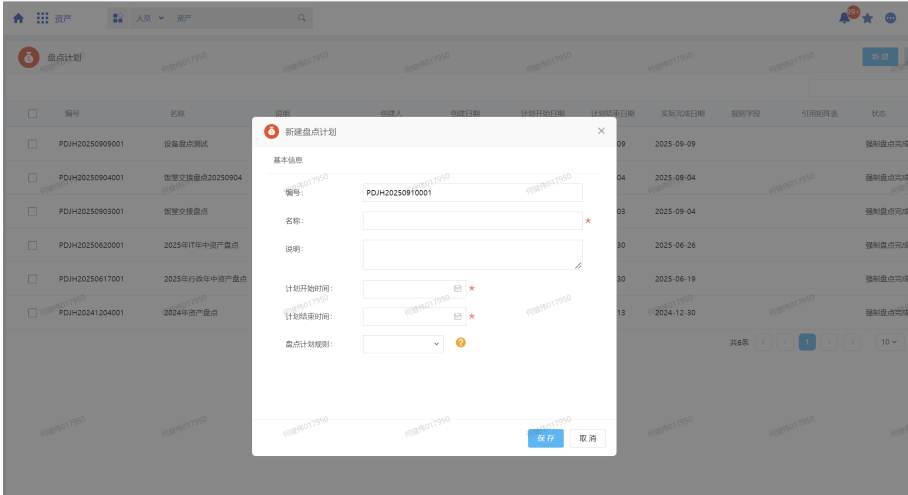 资产
人员 资产
99+
盘点计划
新建
编号 名称 说明 创建人 创建日期 计划开始日期 计划结束日期 实际完成日期 规则字段 引用矩阵表 状态
PDJH20250909001 设备盘点测试 09 2025-09-09 强制盘点完成
PDJH20250904001 饭堂交接盘点20250904 04 2025-09-04 强制盘点完成
PDJH20250903001 饭堂交接盘点 03 2025-09-04 强制盘点完成
PDJH20250620001 2025年IT年中资产盘点 30 2025-06-26 强制盘点完成
PDJH20250617001 2025年行政年中资产盘点 30 2025-06-19 强制盘点完成
PDJH20241204001 2024年资产盘点 13 2024-12-30 强制盘点完成
共6条 1 10
新建盘点计划
基本信息
编号: PDJH20250910001
名称: *
说明:
计划开始时间: *
计划结束时间: *
盘点计划规则: ?
保存 取消